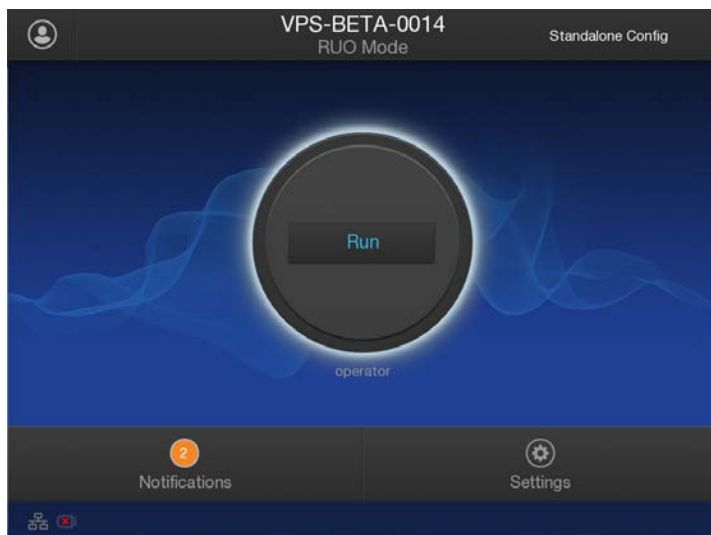 VPS-BETA-0014
RUO Mode
Standalone Config
Run
operator
2
Notifications
Settings